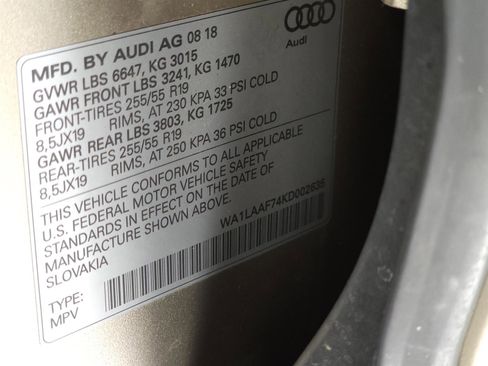 MFD. BY AUDI AG 08 18
Audi
GVWR LBS 6647, KG 3015
GAWR FRONT LBS 3241, KG 1470
FRONT-TIRES 255/55 R19
8,5JX19 RIMS, AT 230 KPA 33 PSI COLD
GAWR REAR LBS 3803, KG 1725
REAR-TIRES 255/55 R19
8,5JX19 RIMS, AT 250 KPA 36 PSI COLD
THIS VEHICLE CONFORMS TO ALL APPLICABLE
U.S. FEDERAL MOTOR VEHICLE SAFETY
STANDARDS IN EFFECT ON THE DATE OF
MANUFACTURE SHOWN ABOVE.
SLOVAKIA
WA1LAAF74KD002635
TYPE:
MPV